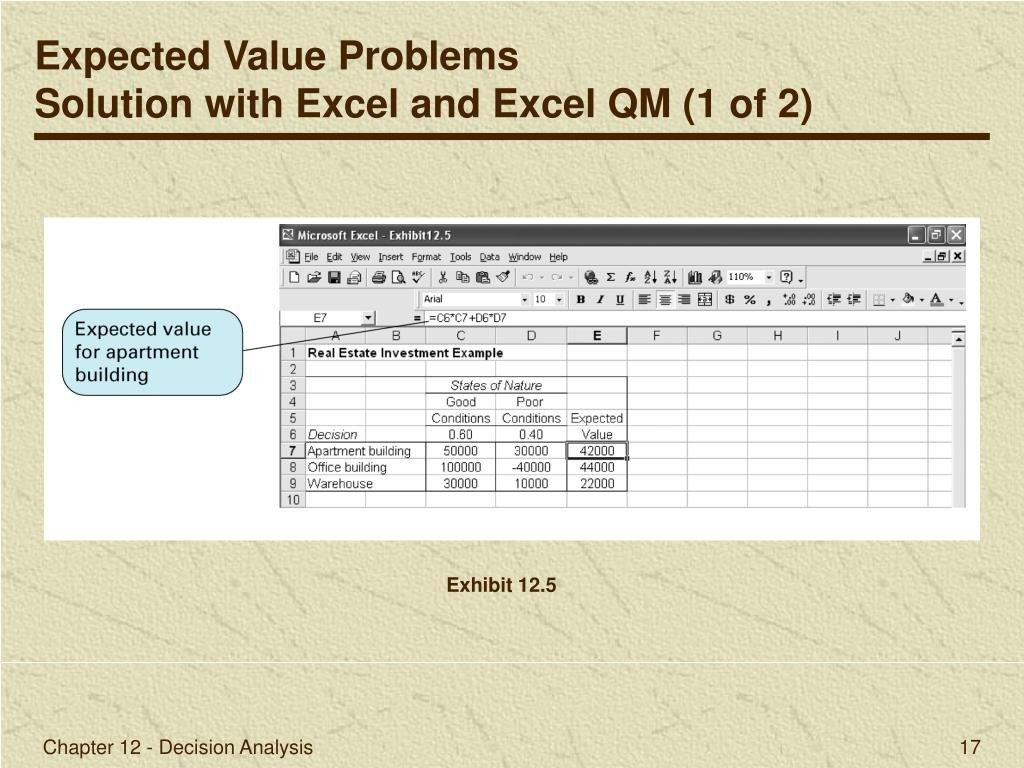 Expected Value Problems
Solution with Excel and Excel QM (1 of 2)
Microsoft Excel - Exhibit12.5
File Edit View Insert Format Tools Data Window Help
110%
Arial 10 B I U $ % ,
E7 = =C6*C7+D6*D7
Expected value
for apartment
building
A B C D E F G H I J
1 Real Estate Investment Example
2
3 States of Nature
4 Good Poor
5 Conditions Conditions Expected
6 Decision 0.60 0.40 Value
7 Apartment building 50000 30000 42000
8 Office building 100000 -40000 44000
9 Warehouse 30000 10000 22000
10
Exhibit 12.5
Chapter 12 - Decision Analysis 17